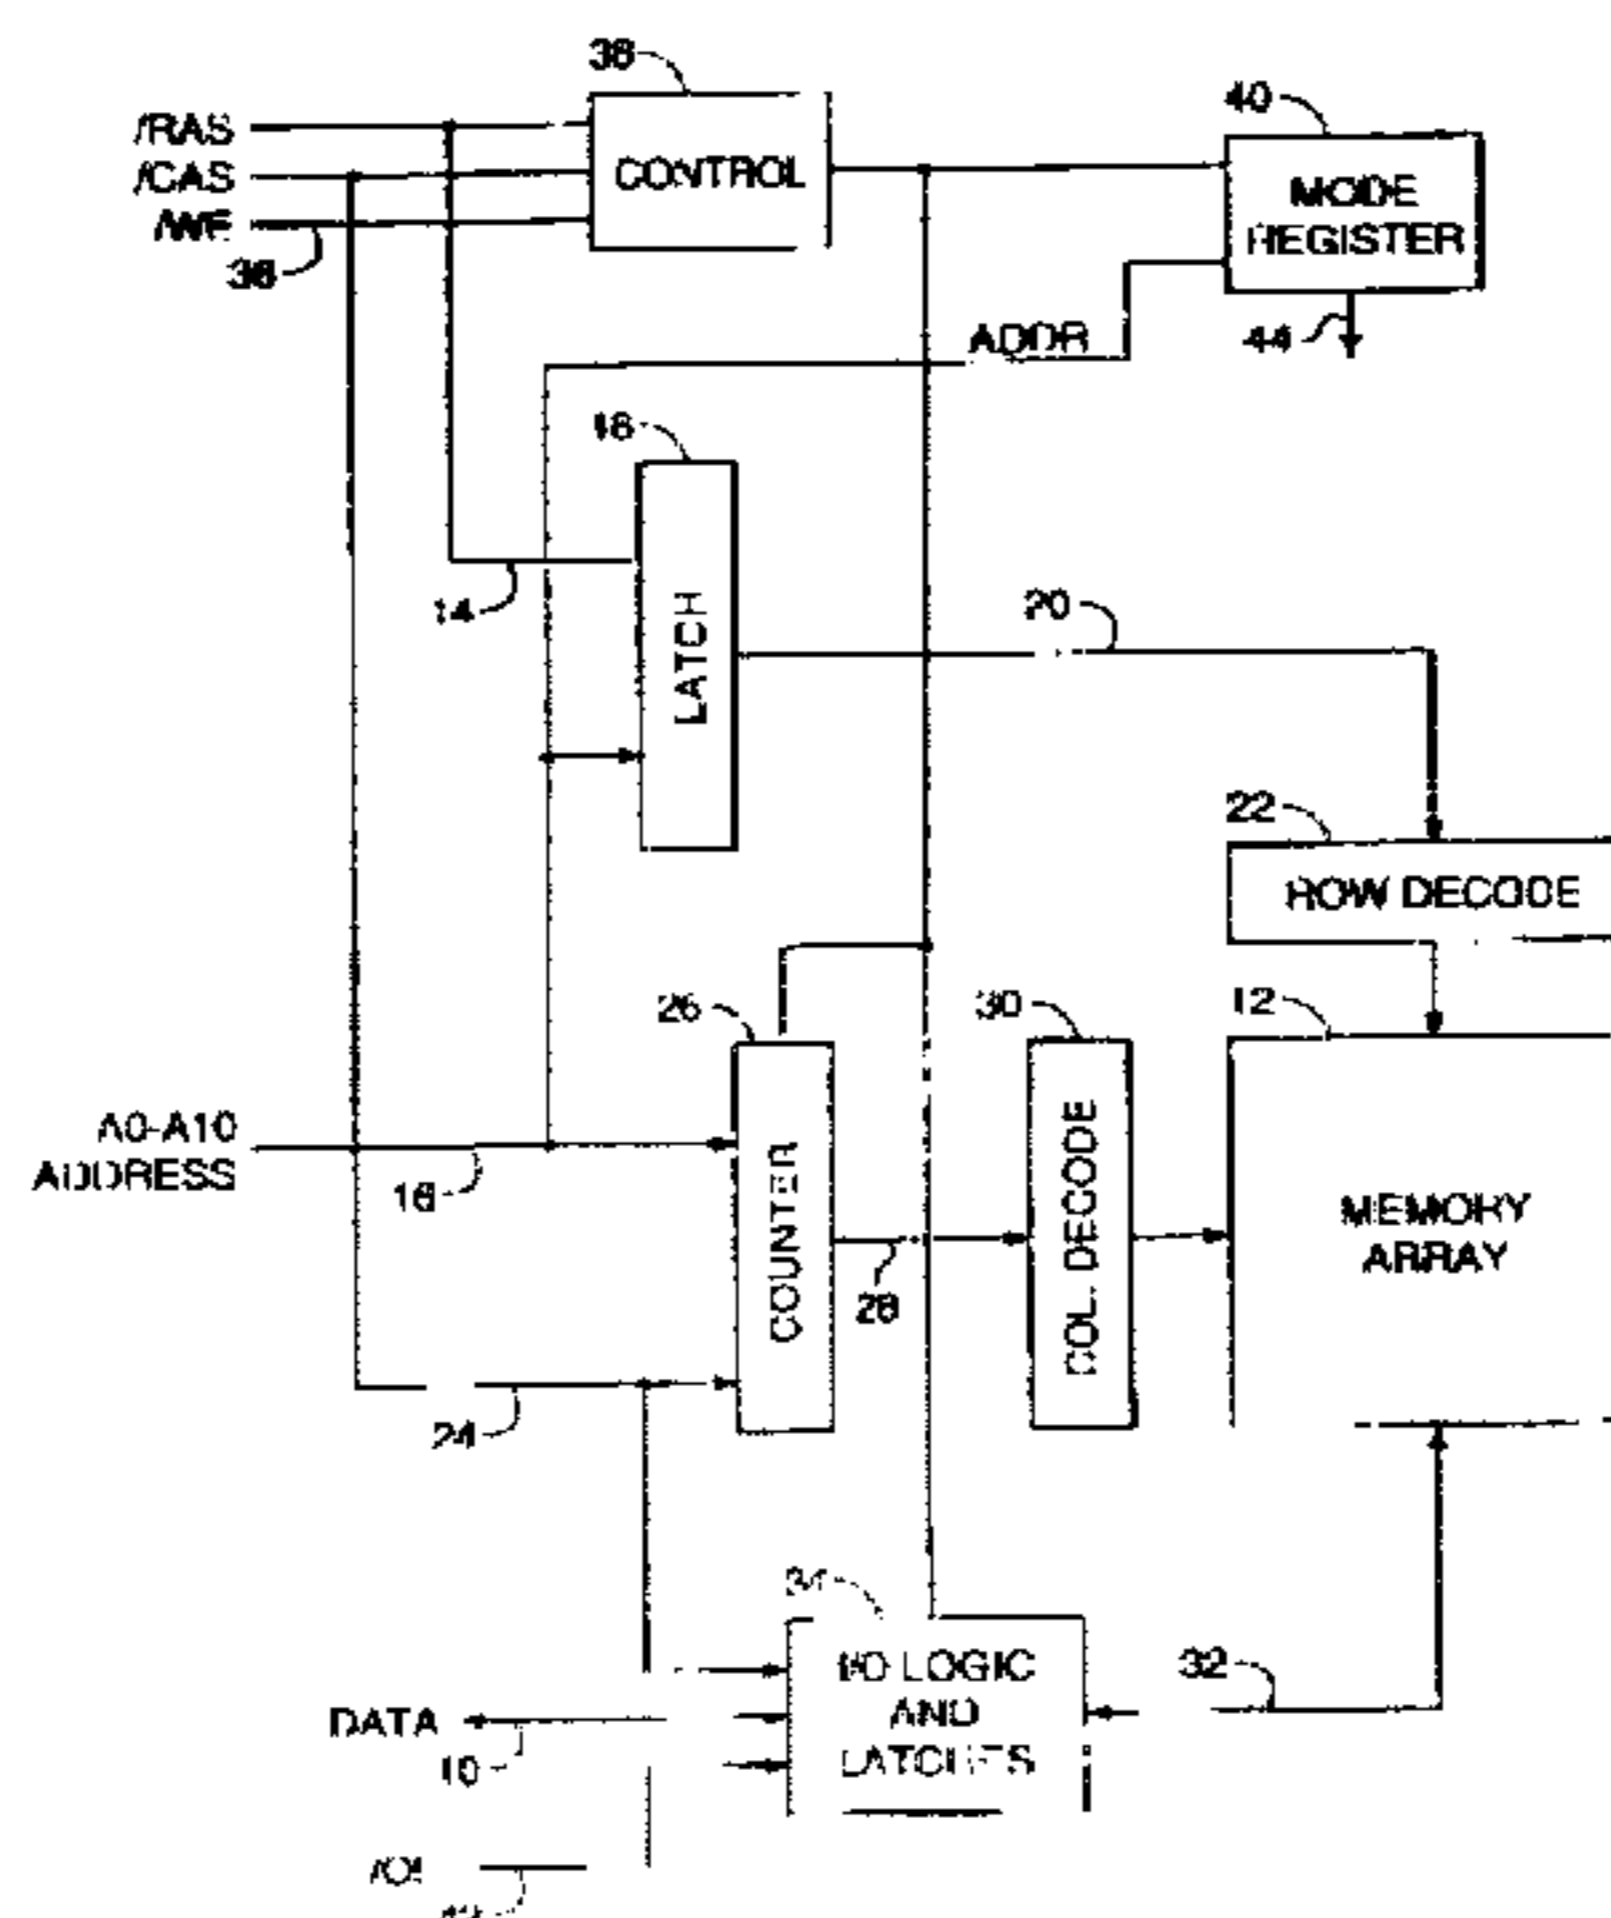 38
/RAS
/CAS
/WE
36
CONTROL
40
MODE
REGISTER
44
ADDR
18
14
LATCH
20
22
ROW DECODE
12
26
30
A0-A10
ADDRESS
16
COUNTER
28
COL. DECODE
MEMORY
ARRAY
24
34
I/O LOGIC
AND
LATCHES
32
DATA
10